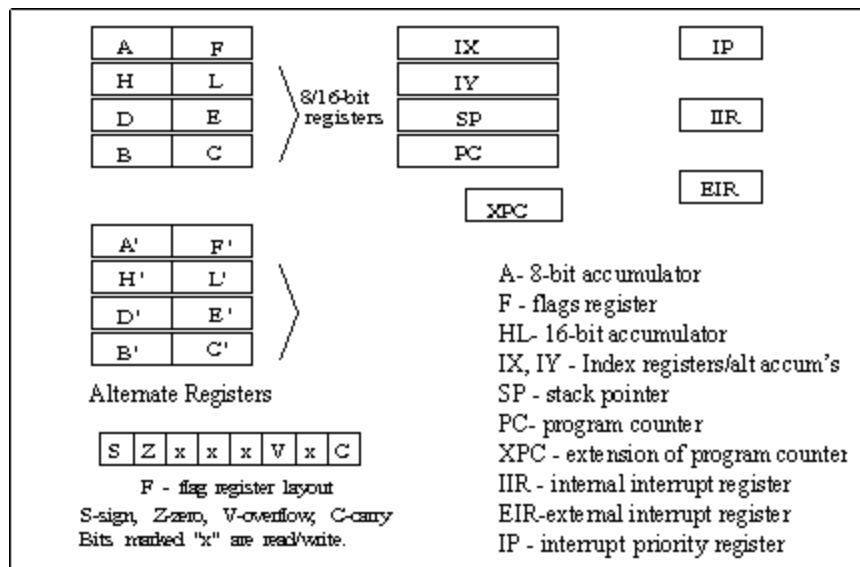 A F
H L
D E
B C
8/16-bit
registers
IX
IY
SP
PC
XPC
IP
IIR
EIR
A' F'
H' L'
D' E'
B' C'
Alternate Registers
S Z x x x V x C
F - flag register layout
S-sign, Z-zero, V-overflow, C-carry
Bits marked "x" are read/write.
A- 8-bit accumulator
F - flags register
HL- 16-bit accumulator
IX, IY - Index registers/alt accum's
SP - stack pointer
PC- program counter
XPC - extension of program counter
IIR - internal interrupt register
EIR-external interrupt register
IP - interrupt priority register